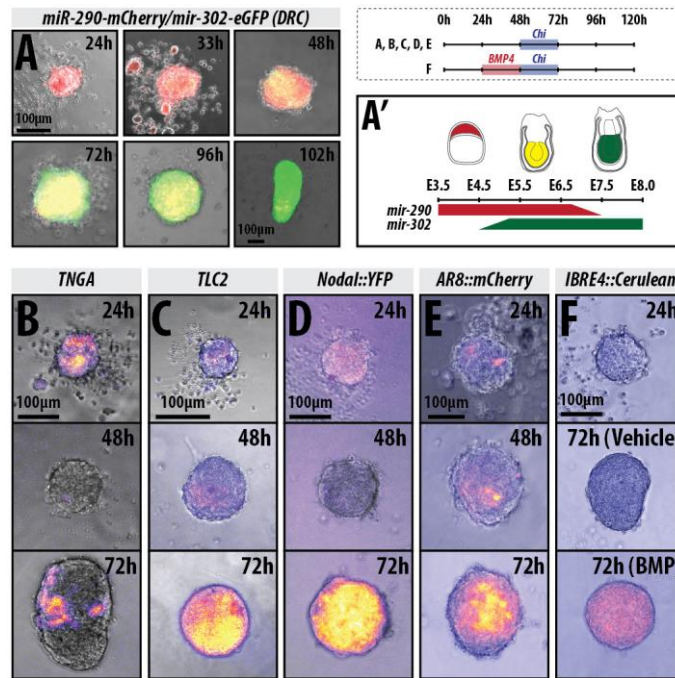 miR-290-mCherry/mir-302-eGFP (DRC)
A
24h
33h
48h
100µm
72h
96h
102h
100µm
0h 24h 48h 72h 96h 120h
A, B, C, D, E
Chi
F
BMP4
Chi
A′
E3.5 E4.5 E5.5 E6.5 E7.5 E8.0
mir-290
mir-302
TNGA
TLC2
Nodal::YFP
AR8::mCherry
IBRE4::Cerulean
B
24h
100µm
C
24h
100µm
D
24h
100µm
E
24h
100µm
F
24h
100µm
48h
48h
48h
48h
72h (Vehicle
72h
72h
72h
72h
72h (BMP